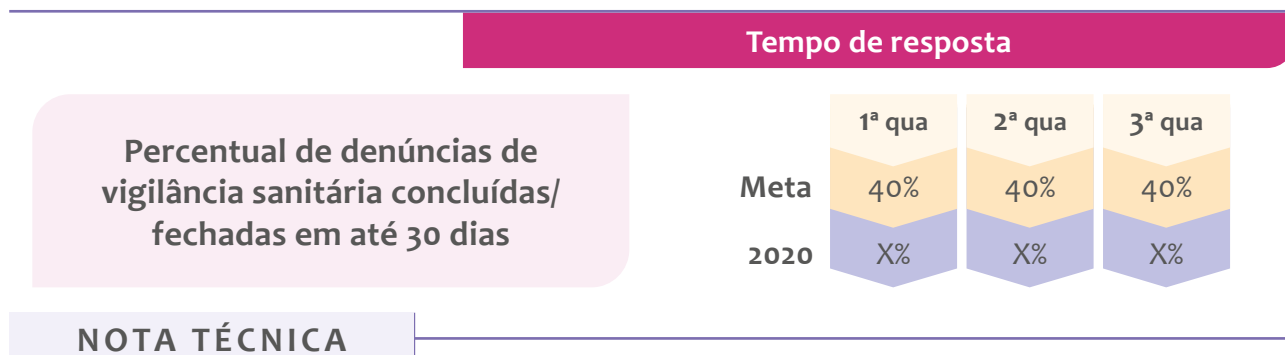 Tempo de resposta
Percentual de denúncias de
vigilância sanitária concluídas/
fechadas em até 30 dias
1ª qua 2ª qua 3ª qua
Meta 40% 40% 40%
2020 X% X% X%
NOTA TÉCNICA